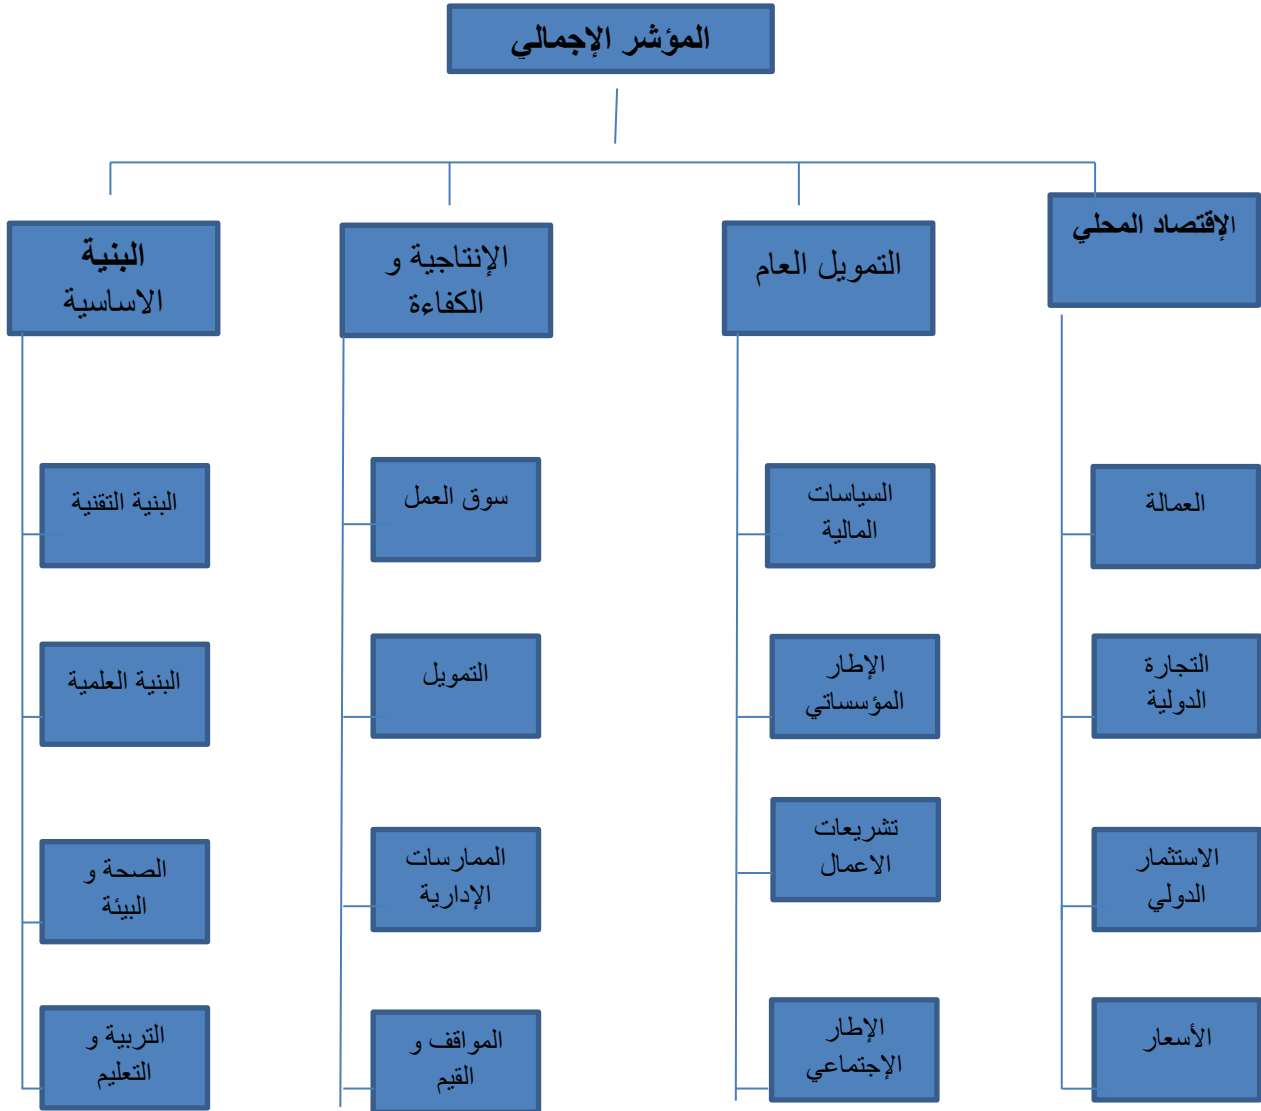 المؤشر الإجمالي
الإقتصاد المحلي
التمويل العام
الإنتاجية و
الكفاءة
البنية
الاساسية
العمالة
السياسات
المالية
سوق العمل
البنية التقنية
التجارة
الدولية
الإطار
المؤسساتي
التمويل
البنية العلمية
الاستثمار
الدولي
تشريعات
الاعمال
الممارسات
الإدارية
الصحة و
البيئة
الأسعار
الإطار
الإجتماعي
المواقف و
القيم
التربية و
التعليم